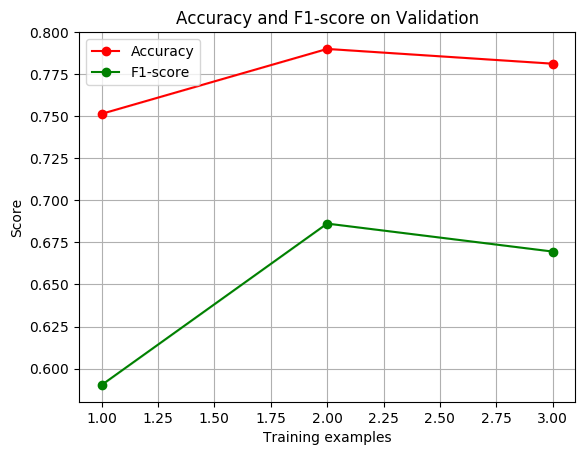 Accuracy and F1-score on Validation
Accuracy
F1-score
0.800
0.775
0.750
0.725
0.700
0.675
0.650
0.625
0.600
Score
1.00 1.25 1.50 1.75 2.00 2.25 2.50 2.75 3.00
Training examples